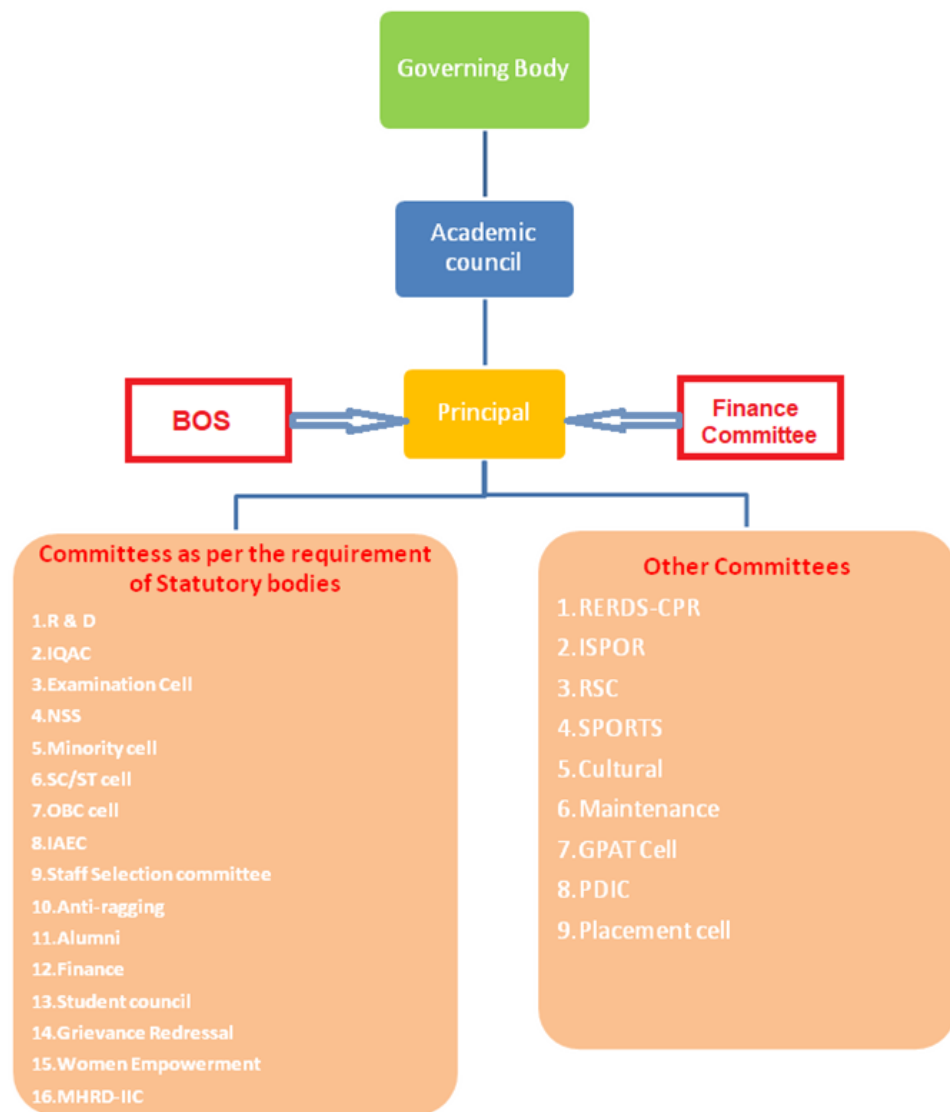 Governing Body
Academic
council
BOS
Principal
Finance
Committee
Committess as per the requirement
of Statutory bodies
1.R & D
2.IQAC
3.Examination Cell
4.NSS
5.Minority cell
6.SC/ST cell
7.OBC cell
8.IAEC
9.Staff Selection committee
10.Anti-ragging
11.Alumni
12.Finance
13.Student council
14.Grievance Redressal
15.Women Empowerment
16.MHRD-IIC
Other Committees
1.RERDS-CPR
2.ISPOR
3.RSC
4.SPORTS
5.Cultural
6.Maintenance
7.GPAT Cell
8.PDIC
9.Placement cell